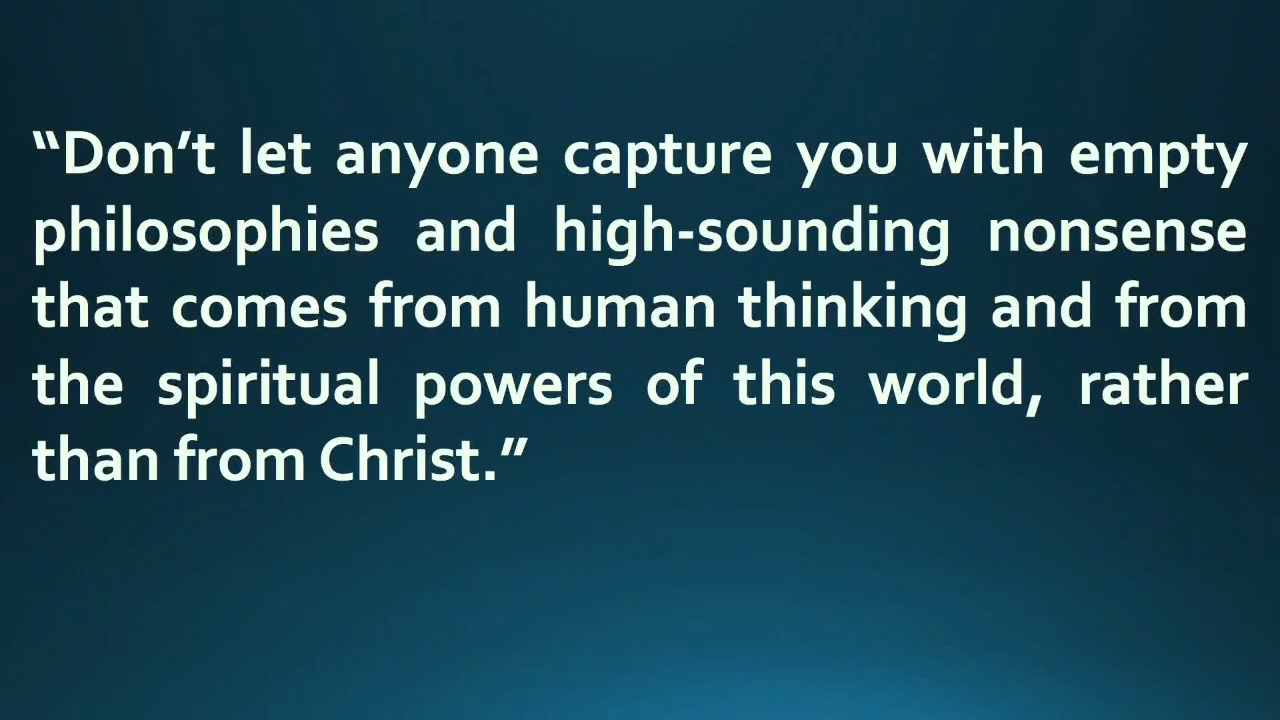 “Don’t let anyone capture you with empty
philosophies and high-sounding nonsense
that comes from human thinking and from
the spiritual powers of this world, rather
than from Christ.”